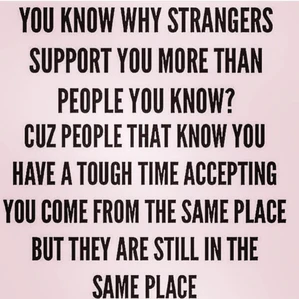 YOU KNOW WHY STRANGERS
SUPPORT YOU MORE THAN
PEOPLE YOU KNOW?
CUZ PEOPLE THAT KNOW YOU
HAVE A TOUGH TIME ACCEPTING
YOU COME FROM THE SAME PLACE
BUT THEY ARE STILL IN THE
SAME PLACE